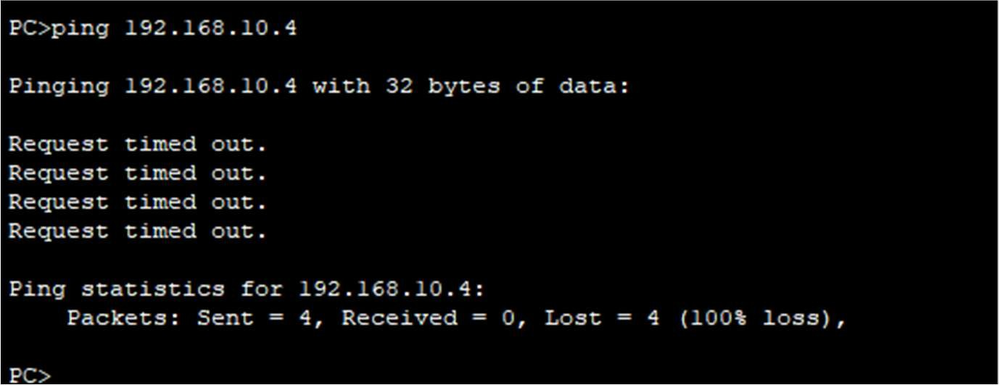 PC>ping 192.168.10.4
Pinging 192.168.10.4 with 32 bytes of data:
Request timed out.
Request timed out.
Request timed out.
Request timed out.
Ping statistics for 192.168.10.4:
Packets: Sent = 4, Received = 0, Lost = 4 (100% loss),
PC>